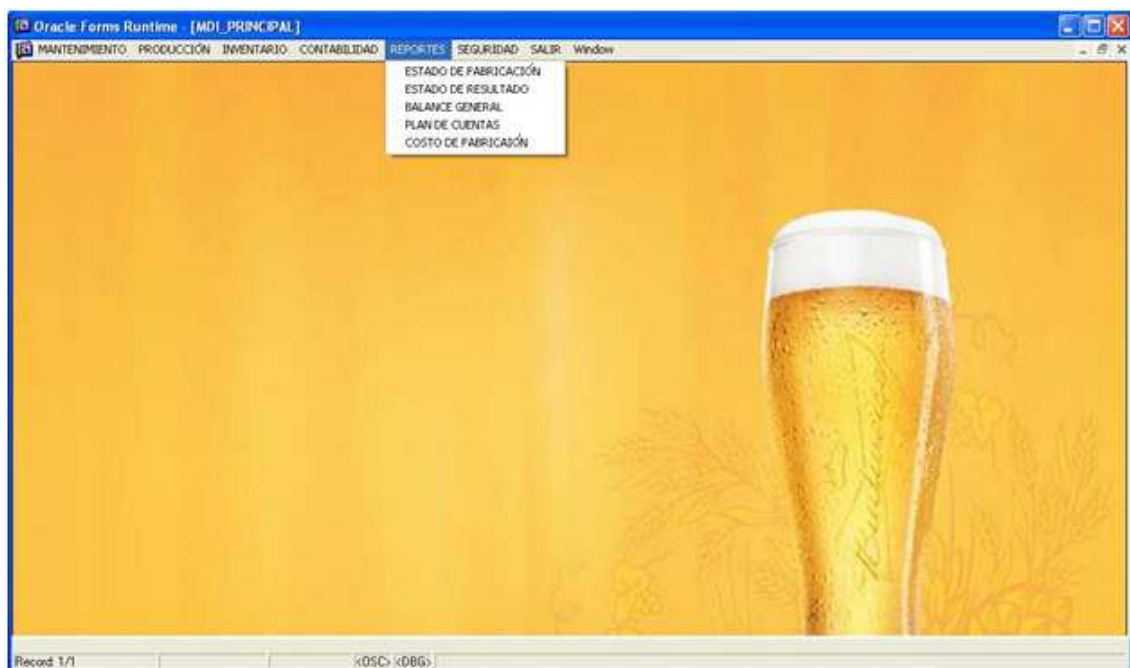 Oracle Forms Runtime - [MDI_PRINCIPAL]
MANTENIMIENTO PRODUCCIÓN INVENTARIO CONTABILIDAD REPORTES SEGURIDAD SALIR Window
ESTADO DE FABRICACIÓN
ESTADO DE RESULTADO
BALANCE GENERAL
PLAN DE CUENTAS
COSTO DE FABRICAIÓN
Record: 1/1 <OSC> <DBG>